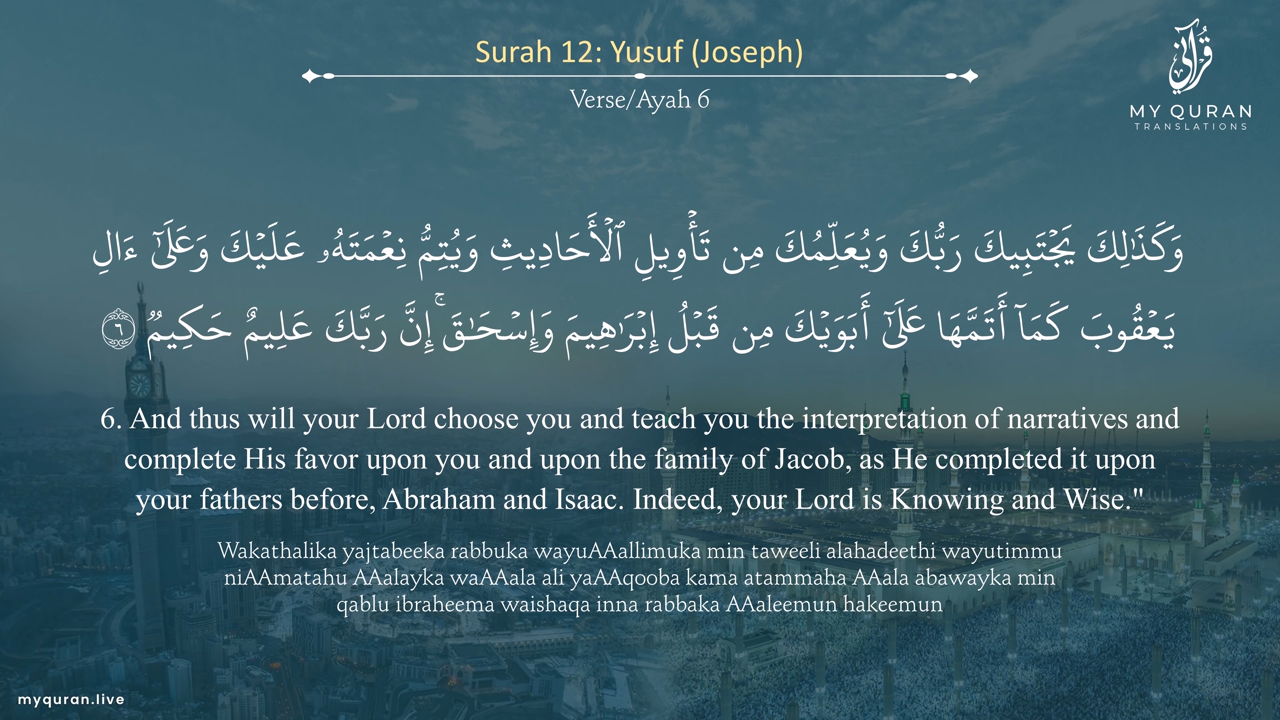 Surah 12: Yusuf (Joseph)
Verse/Ayah 6
قرآني
MY QURAN
TRANSLATIONS
وَكَذَٰلِكَ يَجْتَبِيكَ رَبُّكَ وَيُعَلِّمُكَ مِن تَأْوِيلِ ٱلْأَحَادِيثِ وَيُتِمُّ نِعْمَتَهُۥ عَلَيْكَ وَعَلَىٰٓ ءَالِ
يَعْقُوبَ كَمَآ أَتَمَّهَا عَلَىٰٓ أَبَوَيْكَ مِن قَبْلُ إِبْرَٰهِيمَ وَإِسْحَـٰقَ ۚ إِنَّ رَبَّكَ عَلِيمٌ حَكِيمٌ ٦
6. And thus will your Lord choose you and teach you the interpretation of narratives and
complete His favor upon you and upon the family of Jacob, as He completed it upon
your fathers before, Abraham and Isaac. Indeed, your Lord is Knowing and Wise."
Wakathalika yajtabeeka rabbuka wayuAAallimuka min taweeli alahadeethi wayutimmu
niAAmatahu AAalayka waAAala ali yaAAqooba kama atammaha AAala abawayka min
qablu ibraheema waishaqa inna rabbaka AAaleemun hakeemun
myquran.live